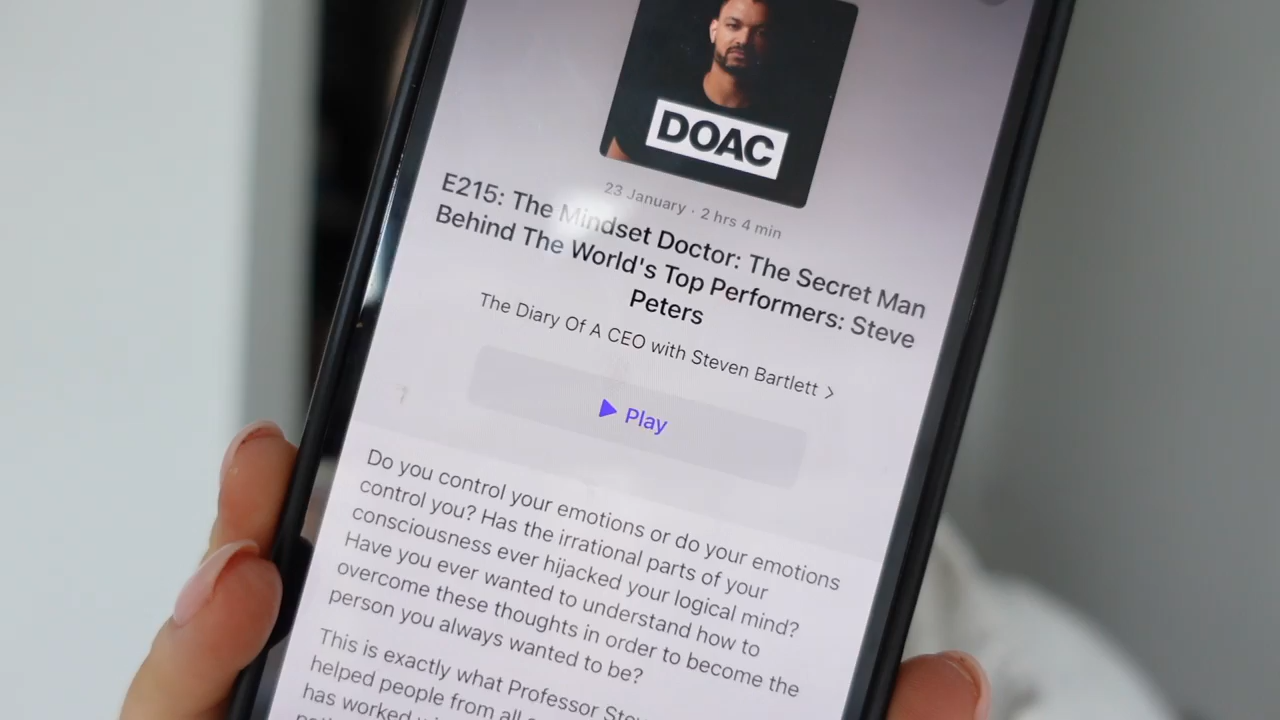 DOAC
23 January · 2 hrs 4 min
E215: The Mindset Doctor: The Secret Man
Behind The World's Top Performers: Steve
Peters
The Diary Of A CEO with Steven Bartlett >
Play
Do you control your emotions or do your emotions
control you? Has the irrational parts of your
consciousness ever hijacked your logical mind?
Have you ever wanted to understand how to
overcome these thoughts in order to become the
person you always wanted to be?
This is exactly what Professor
helped people from all
has worked